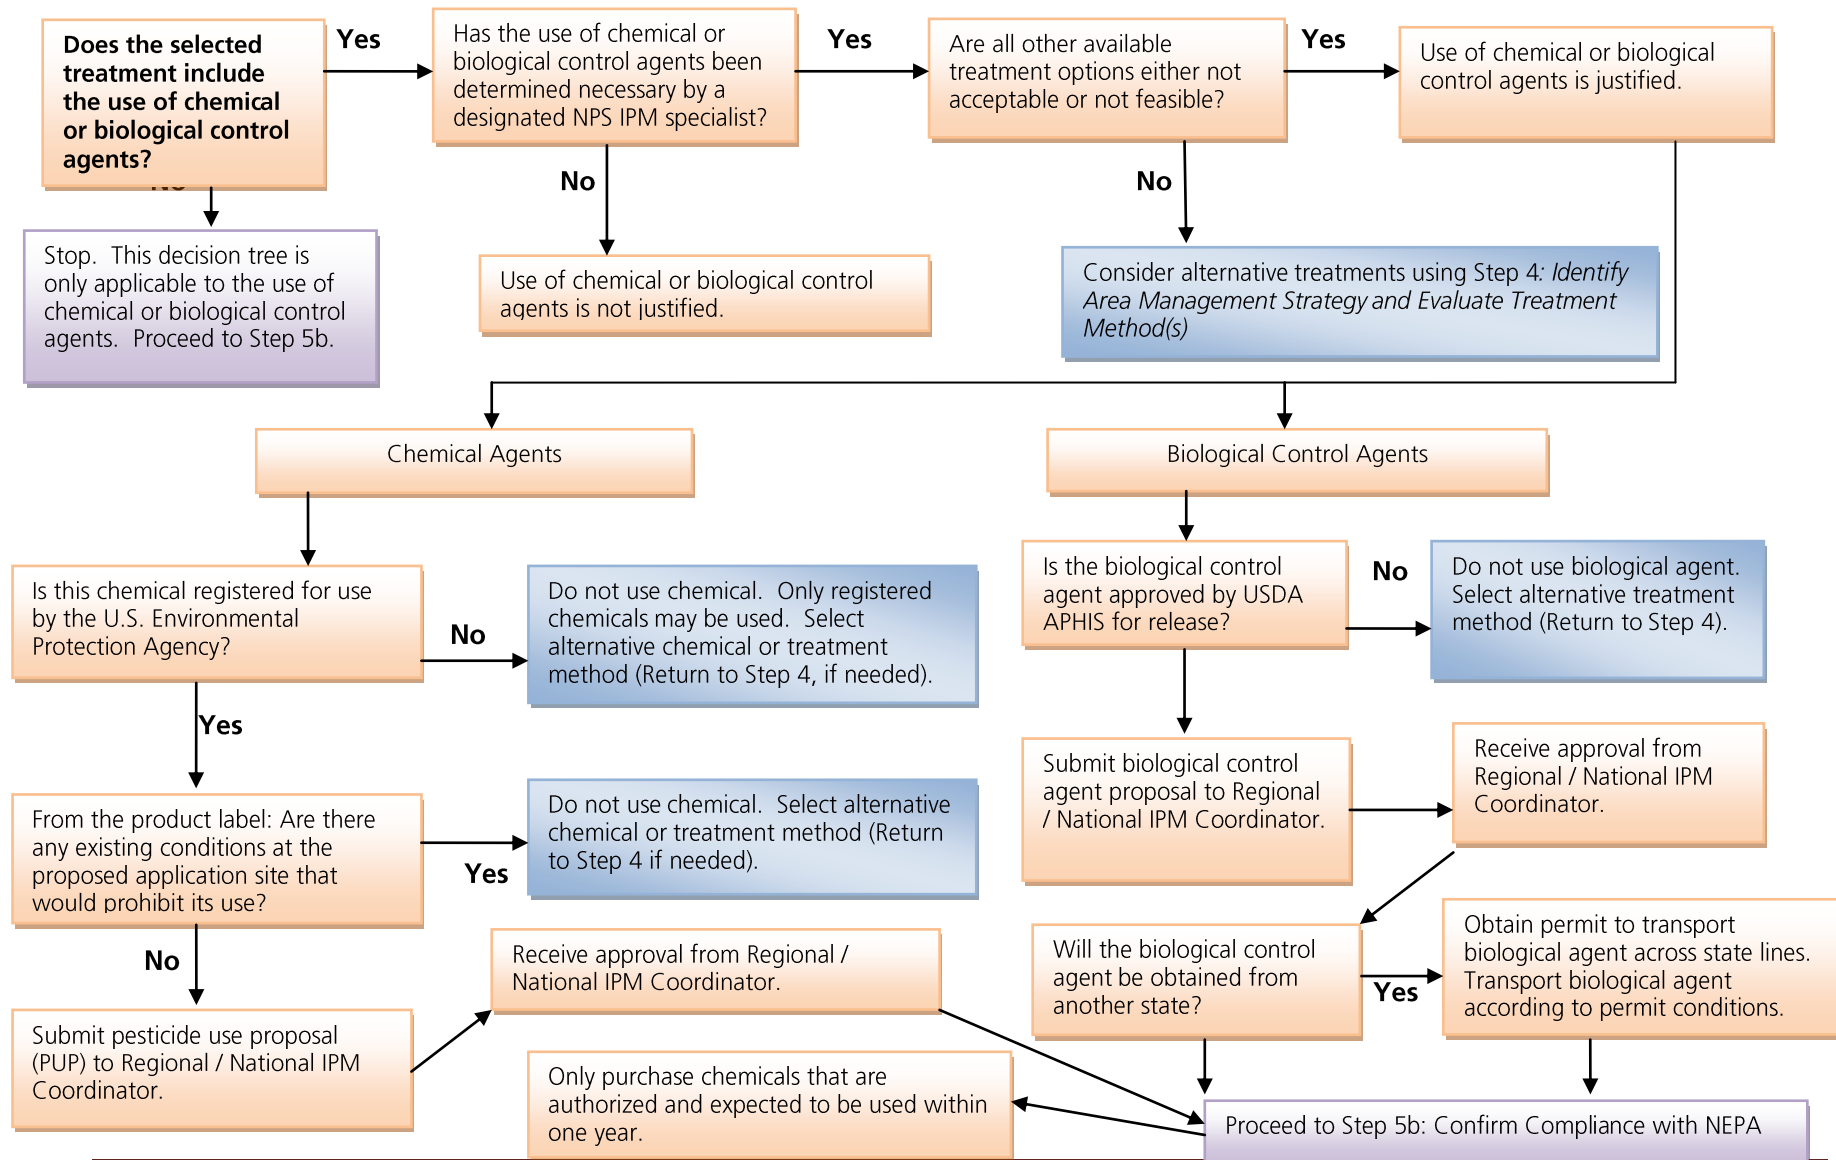 Does the selected
treatment include
the use of chemical
or biological control
agents?
Yes
Has the use of chemical or
biological control agents been
determined necessary by a
designated NPS IPM specialist?
Yes
Are all other available
treatment options either not
acceptable or not feasible?
Yes
Use of chemical or biological
control agents is justified.
No
No
No
Stop.  This decision tree is
only applicable to the use of
chemical or biological control
agents.  Proceed to Step 5b.
Use of chemical or biological control
agents is not justified.
Consider alternative treatments using Step 4: Identify
Area Management Strategy and Evaluate Treatment
Method(s)
Chemical Agents
Biological Control Agents
Is this chemical registered for use
by the U.S. Environmental
Protection Agency?
No
Do not use chemical.  Only registered
chemicals may be used.  Select
alternative chemical or treatment
method (Return to Step 4, if needed).
Is the biological control
agent approved by USDA
APHIS for release?
No
Do not use biological agent.
Select alternative treatment
method (Return to Step 4).
Yes
From the product label: Are there
any existing conditions at the
proposed application site that
would prohibit its use?
Yes
Do not use chemical.  Select alternative
chemical or treatment method (Return
to Step 4 if needed).
Submit biological control
agent proposal to Regional
/ National IPM Coordinator.
Receive approval from
Regional / National IPM
Coordinator.
No
Submit pesticide use proposal
(PUP) to Regional / National IPM
Coordinator.
Receive approval from Regional /
National IPM Coordinator.
Will the biological control
agent be obtained from
another state?
Yes
Obtain permit to transport
biological agent across state lines.
Transport biological agent
according to permit conditions.
Only purchase chemicals that are
authorized and expected to be used within
one year.
Proceed to Step 5b: Confirm Compliance with NEPA